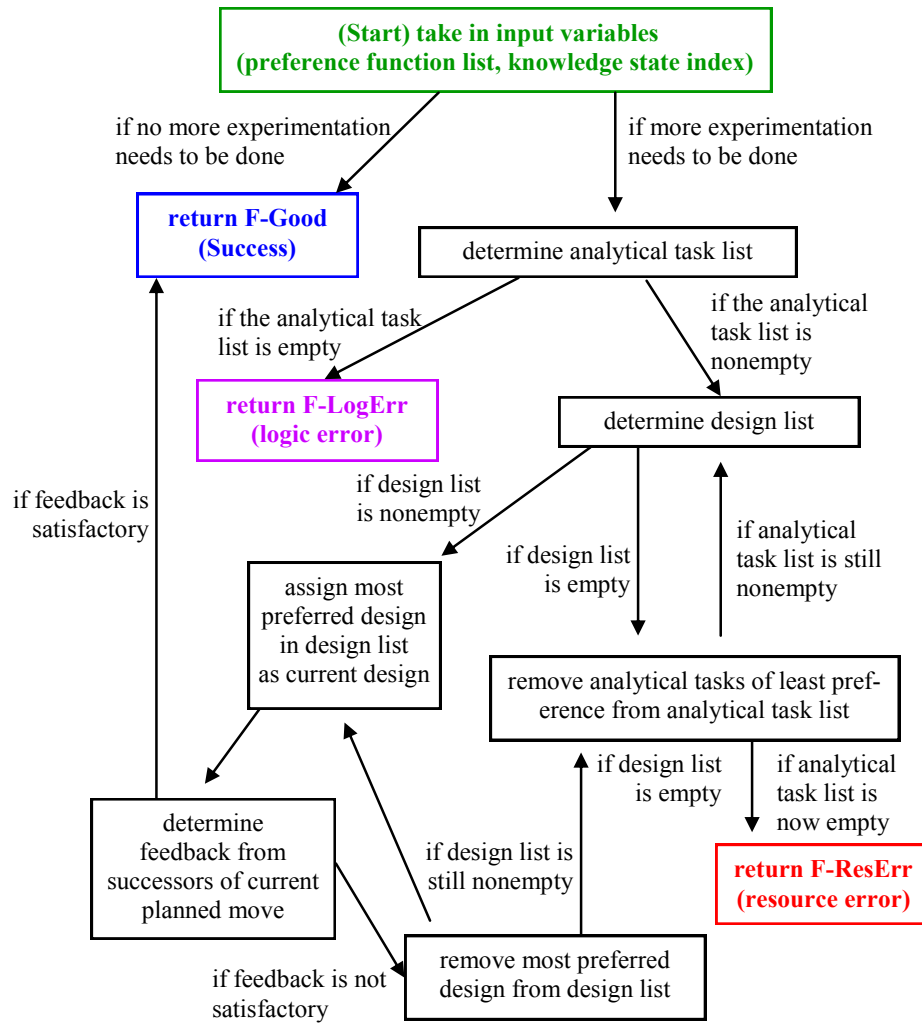 (Start) take in input variables
(preference function list, knowledge state index)
if no more experimentation
needs to be done
if more experimentation
needs to be done
return F-Good
(Success)
determine analytical task list
if the analytical task
list is empty
if the analytical
task list is
nonempty
return F-LogErr
(logic error)
determine design list
if feedback is
satisfactory
if design list
is nonempty
if design list
is empty
if analytical
task list is still
nonempty
assign most
preferred design
in design list
as current design
remove analytical tasks of least pref-
erence from analytical task list
if design list
is empty
if analytical
task list is
now empty
determine
feedback from
successors of current
planned move
if design list is
still nonempty
return F-ResErr
(resource error)
if feedback is not
satisfactory
remove most preferred
design from design list